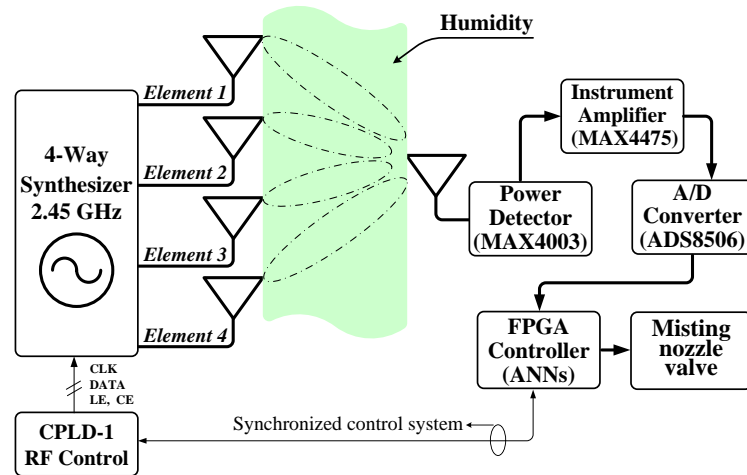 Humidity
Element 1
Element 2
Element 3
Element 4
4-Way
Synthesizer
2.45 GHz
Instrument
Amplifier
(MAX4475)
Power
Detector
(MAX4003)
A/D
Converter
(ADS8506)
FPGA
Controller
(ANNs)
Misting
nozzle
valve
CLK
DATA
LE, CE
CPLD-1
RF Control
Synchronized control system